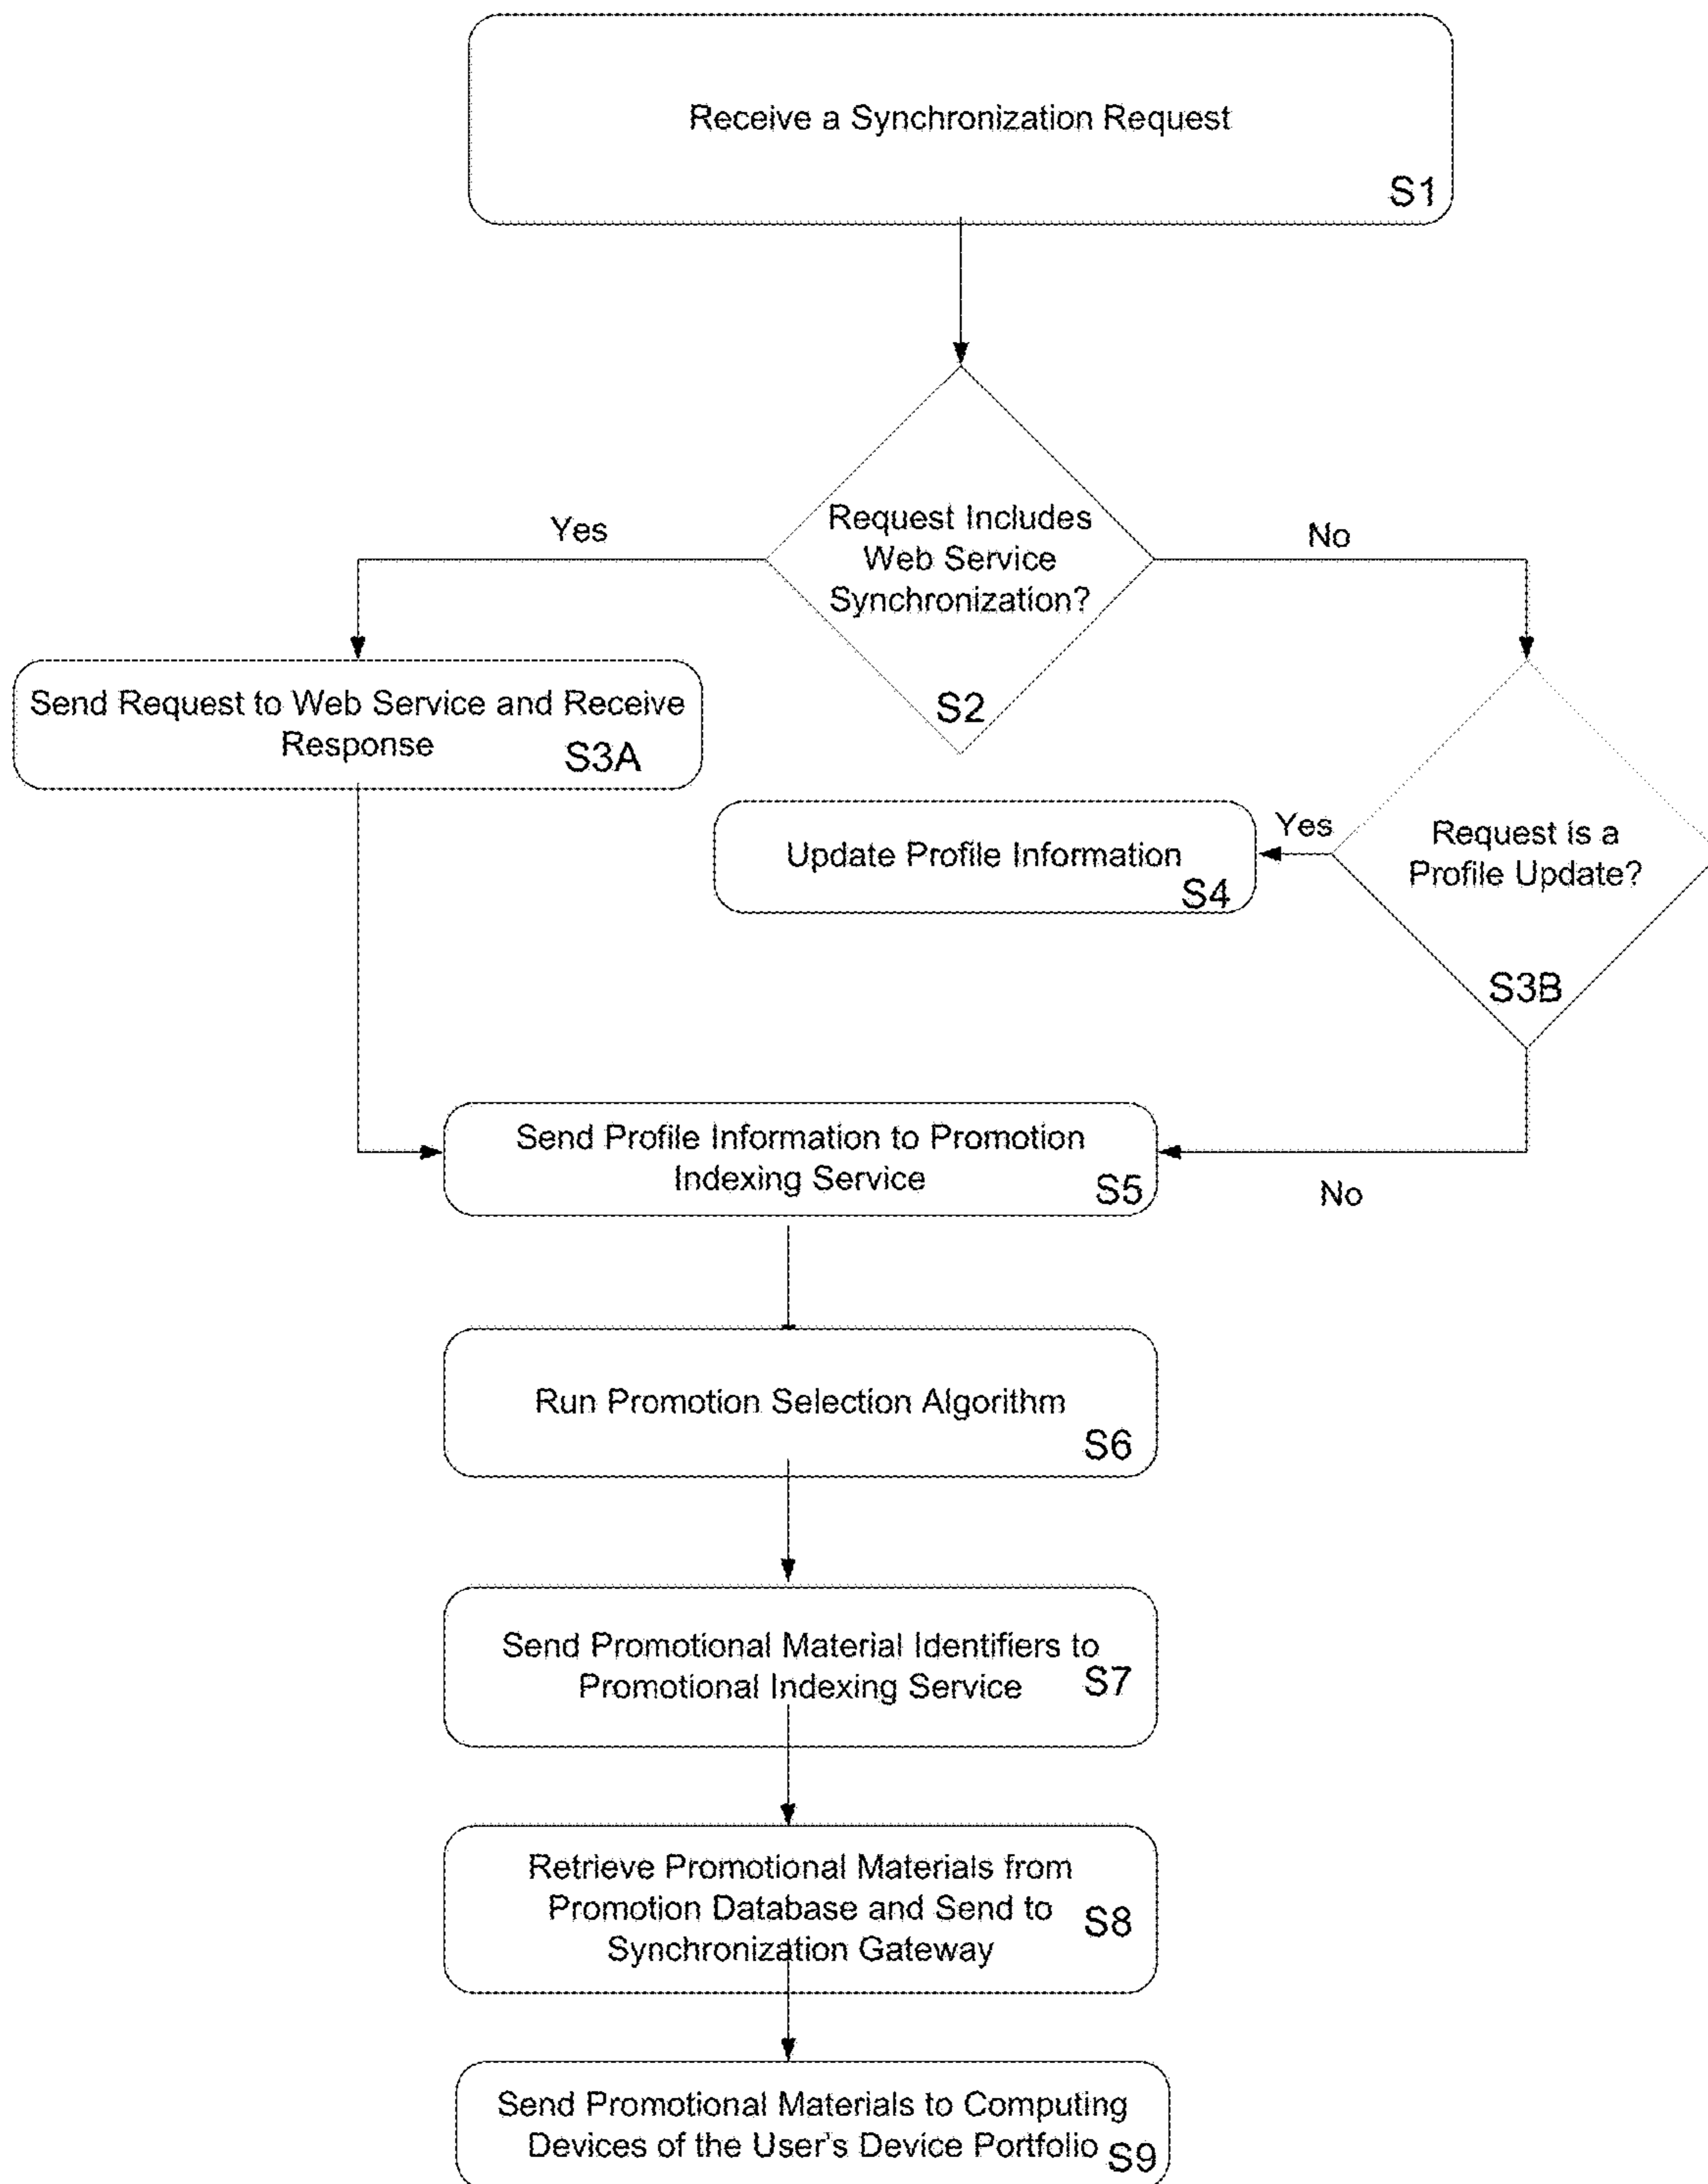 Receive a Synchronization Request
S1
Request Includes
Web Service
Synchronization?
S2
Yes
No
Send Request to Web Service and Receive
Response
S3A
Request is a
Profile Update?
S3B
Yes
Update Profile Information
S4
No
Send Profile Information to Promotion
Indexing Service
S5
Run Promotion Selection Algorithm
S6
Send Promotional Material Identifiers to
Promotional Indexing Service
S7
Retrieve Promotional Materials from
Promotion Database and Send to
Synchronization Gateway
S8
Send Promotional Materials to Computing
Devices of the User's Device Portfolio
S9